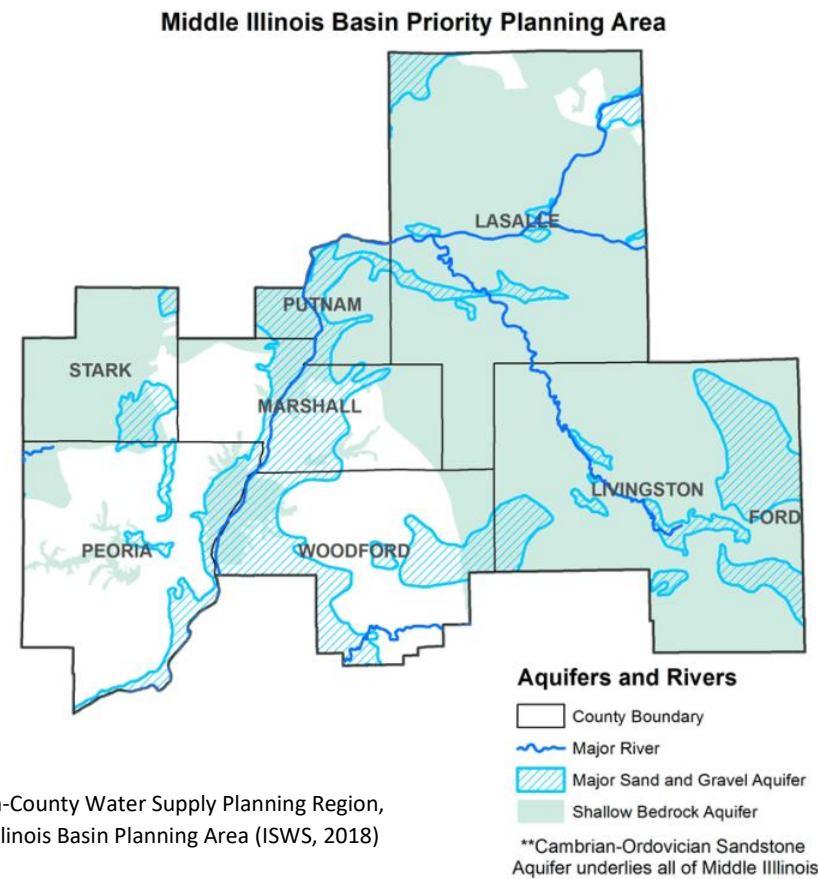 Middle Illinois Basin Priority Planning Area
LASALLE
PUTNAM
STARK
MARSHALL
LIVINGSTON
FORD
PEORIA
WOODFORD
Aquifers and Rivers
County Boundary
Major River
Major Sand and Gravel Aquifer
Shallow Bedrock Aquifer
**Cambrian-Ordovician Sandstone
Aquifer underlies all of Middle IIllinois
-County Water Supply Planning Region,
llinois Basin Planning Area (ISWS, 2018)